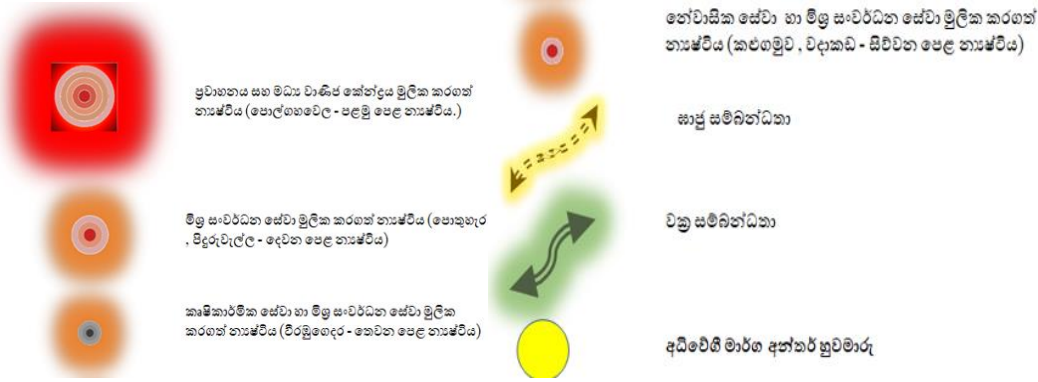 ප්‍රවාහනය සහ මධ්‍ය වාණිජ කේන්ද්‍රය මුලික කරගත්
න්‍යෂ්ටිය (පොල්ගහවෙල - පළමු පෙළ න්‍යෂ්ටිය.)
මිශ්‍ර සංවර්ධන සේවා මුලික කරගත් න්‍යෂ්ටිය (පොතුහැර
, පිදුරුවැල්ල - දෙවන පෙළ න්‍යෂ්ටිය)
කෘෂිකාර්මික සේවා හා මිශ්‍ර සංවර්ධන සේවා මුලික
කරගත් න්‍යෂ්ටිය (වීරඹුගෙදර - තෙවන පෙළ න්‍යෂ්ටිය)
නේවාසික සේවා හා මිශ්‍ර සංවර්ධන සේවා මුලික කරගත්
න්‍යෂ්ටිය (කළුගමුව , වදාකඩ - සිව්වන පෙළ න්‍යෂ්ටිය)
ඍජු සම්බන්ධතා
වක්‍ර සම්බන්ධතා
අධිවේගී මාර්ග අන්තර් හුවමාරු